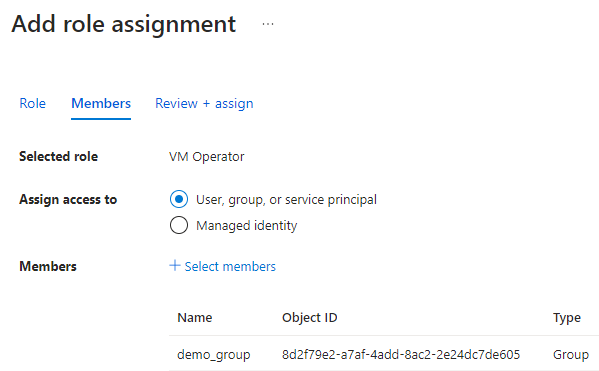 Add role assignment ...
Role Members Review + assign
Selected role VM Operator
Assign access to User, group, or service principal
Managed identity
Members + Select members
Name Object ID Type
demo_group 8d2f79e2-a7af-4add-8ac2-2e24dc7de605 Group